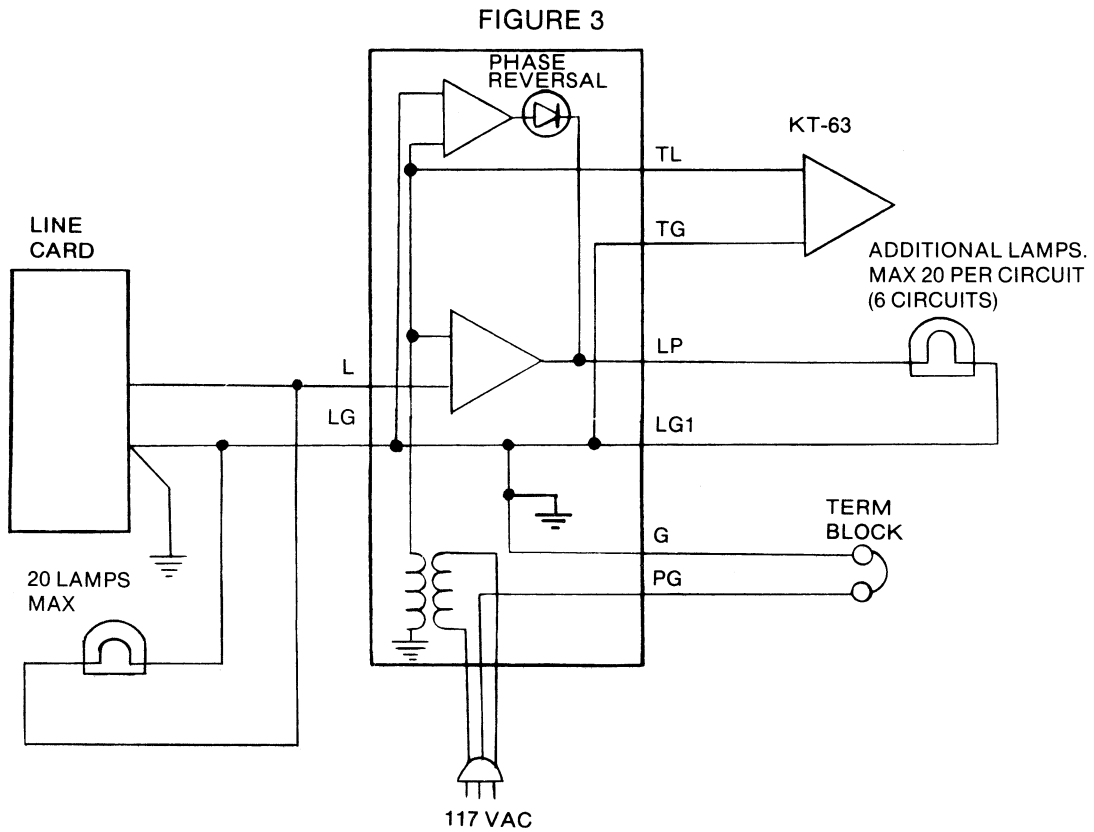 FIGURE 3
PHASE
REVERSAL
KT-63
TL
LINE
CARD
TG
ADDITIONAL LAMPS.
MAX 20 PER CIRCUIT
(6 CIRCUITS)
L
LP
LG
LG1
TERM
BLOCK
G
PG
20 LAMPS
MAX
117 VAC